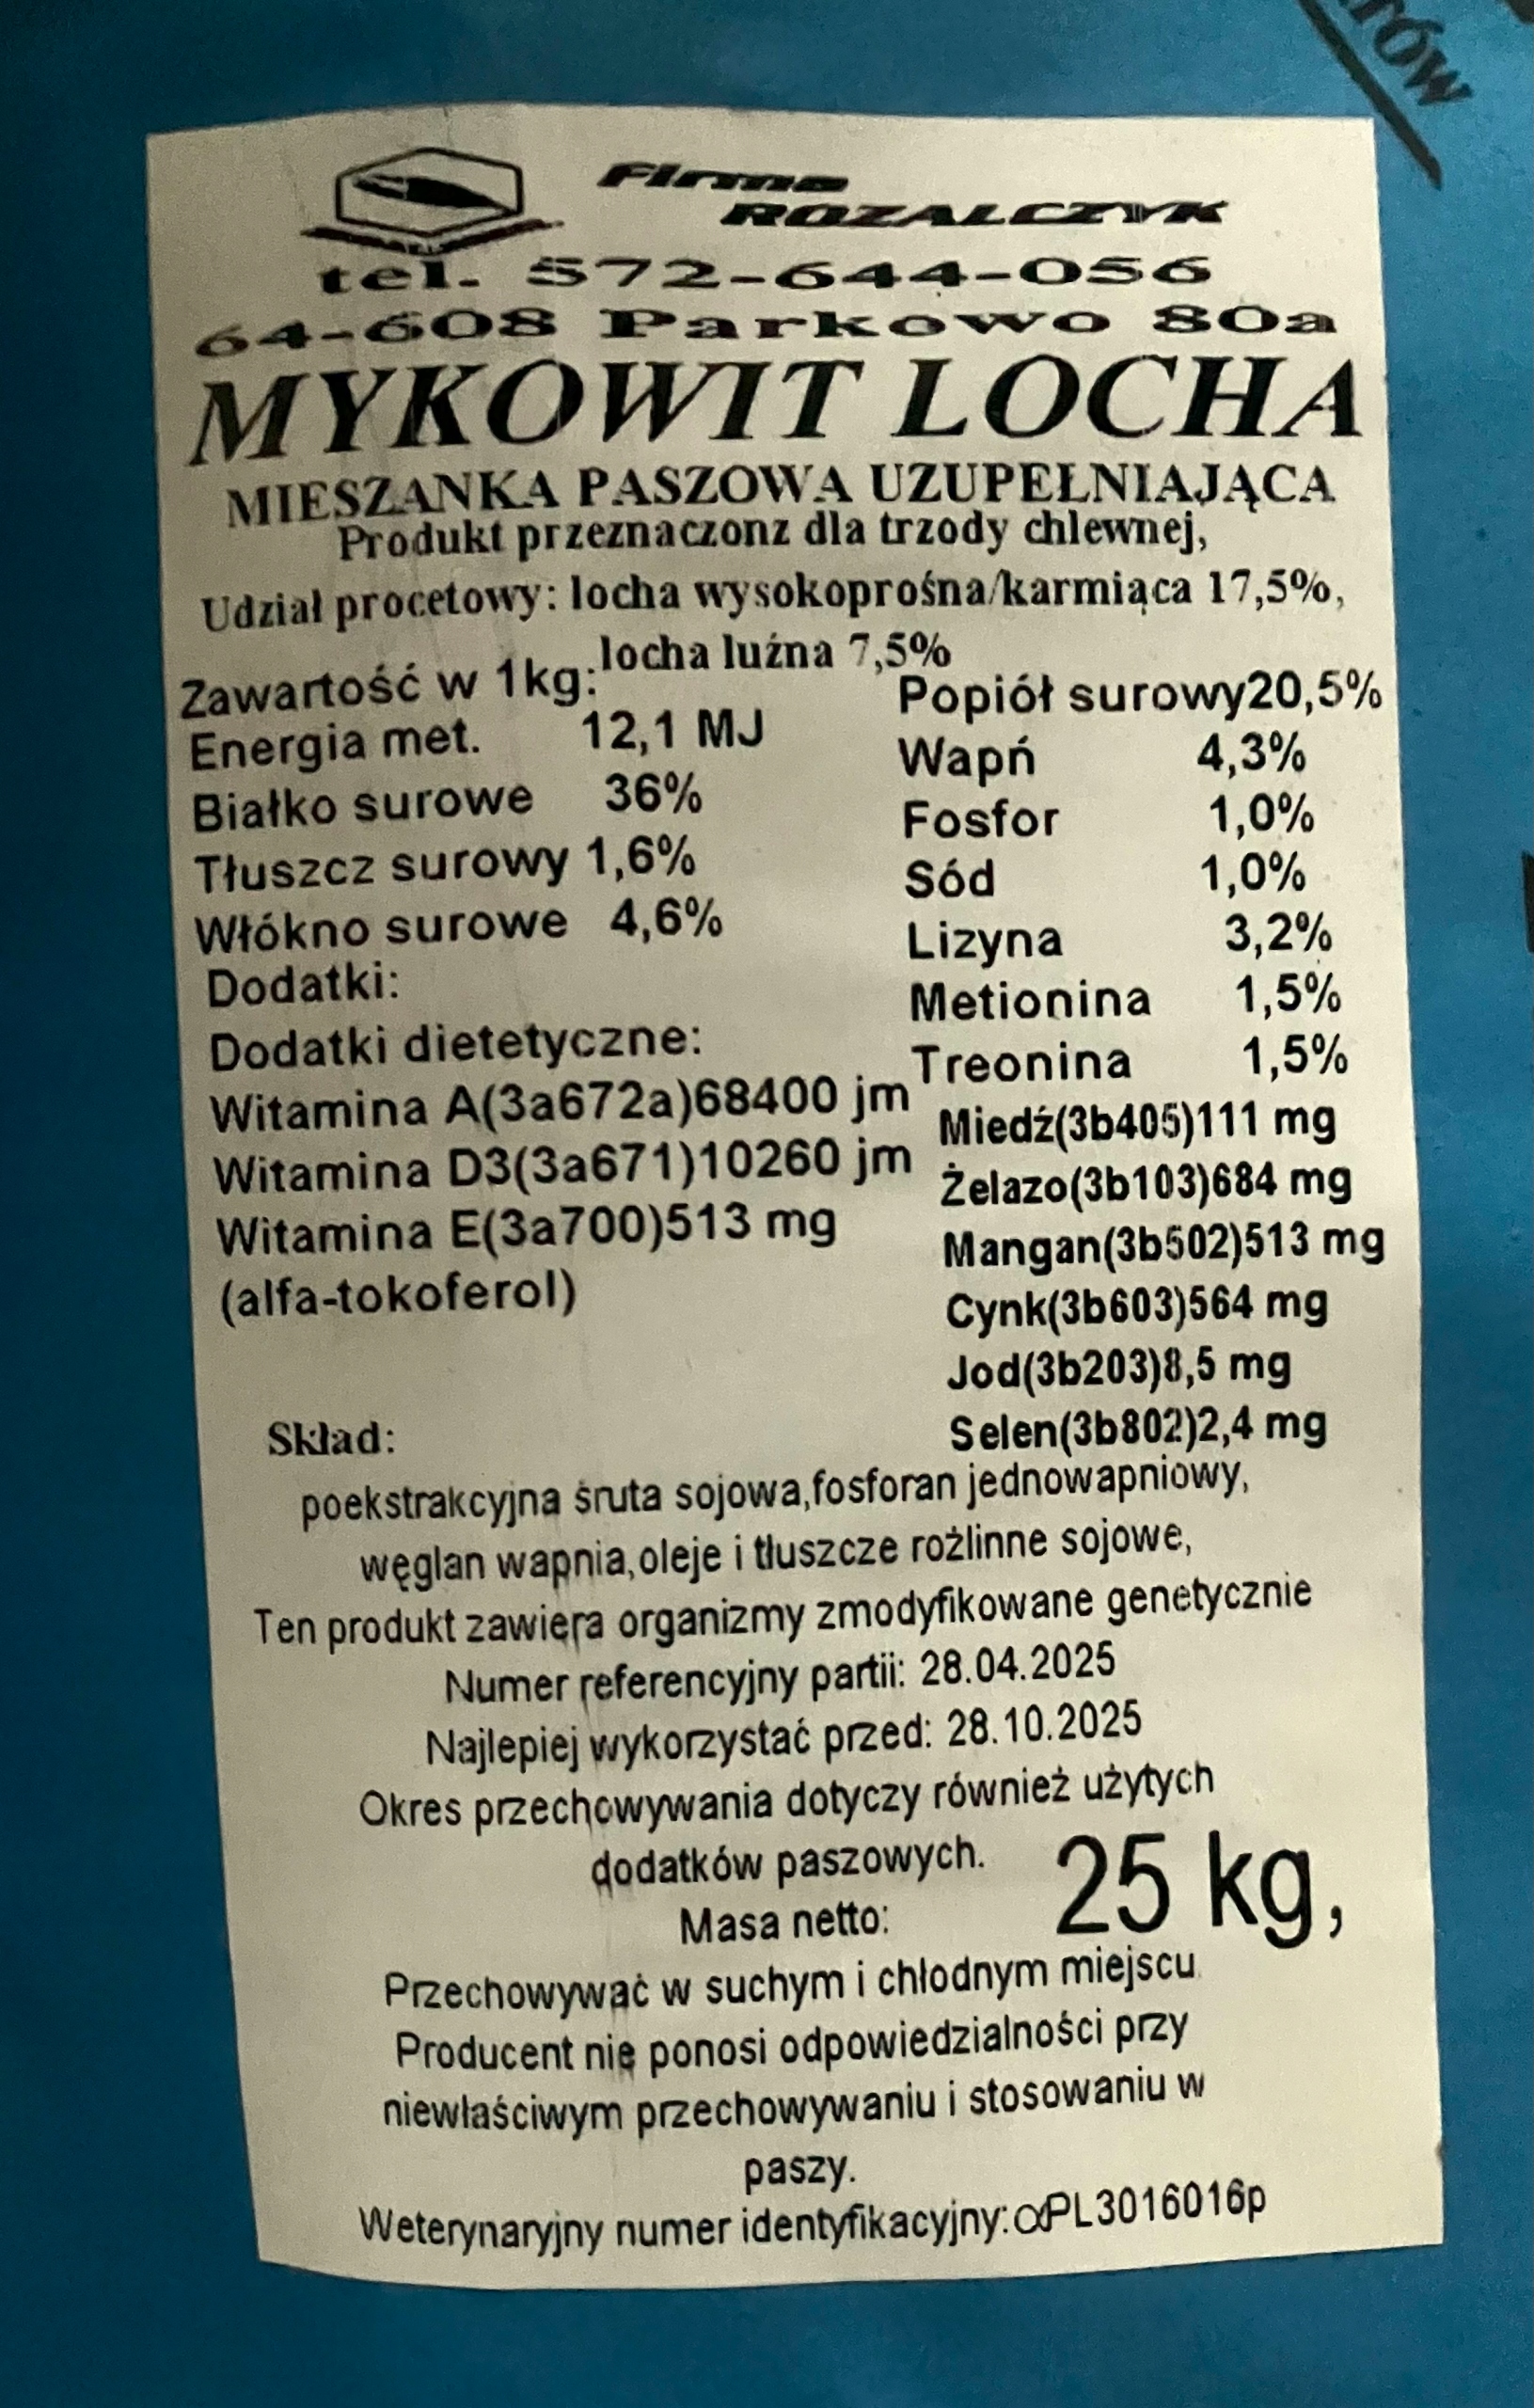 rów
Firma
ROZALCZYK
tel. 572-644-056
64-608 Parkowo 80a
MYKOWIT LOCHA
MIESZANKA PASZOWA UZUPEŁNIAJĄCA
Produkt przeznaczonz dla trzody chlewnej,
Udział procetowy: locha wysokoprośna/karmiąca 17,5%,
locha luźna 7,5%
Zawartość w 1kg:
Energia met. 12,1 MJ
Białko surowe 36%
Tłuszcz surowy 1,6%
Włókno surowe 4,6%
Dodatki:
Dodatki dietetyczne:
Witamina A(3a672a)68400 jm
Witamina D3(3a671)10260 jm
Witamina E(3a700)513 mg
(alfa-tokoferol)
Popiół surowy20,5%
Wapń 4,3%
Fosfor 1,0%
Sód 1,0%
Lizyna 3,2%
Metionina 1,5%
Treonina 1,5%
Miedź(3b405)111 mg
Żelazo(3b103)684 mg
Mangan(3b502)513 mg
Cynk(3b603)564 mg
Jod(3b203)8,5 mg
Selen(3b802)2,4 mg
Skład:
poekstrakcyjna śruta sojowa,fosforan jednowapniowy,
węglan wapnia,oleje i tłuszcze rożlinne sojowe,
Ten produkt zawiera organizmy zmodyfikowane genetycznie
Numer referencyjny partii: 28.04.2025
Najlepiej wykorzystać przed: 28.10.2025
Okres przechowywania dotyczy również użytych
dodatków paszowych.
Masa netto: 25 kg,
Przechowywać w suchym i chłodnym miejscu
Producent nie ponosi odpowiedzialności przy
niewłaściwym przechowywaniu i stosowaniu w
paszy.
Weterynaryjny numer identyfikacyjny:αPL3016016p